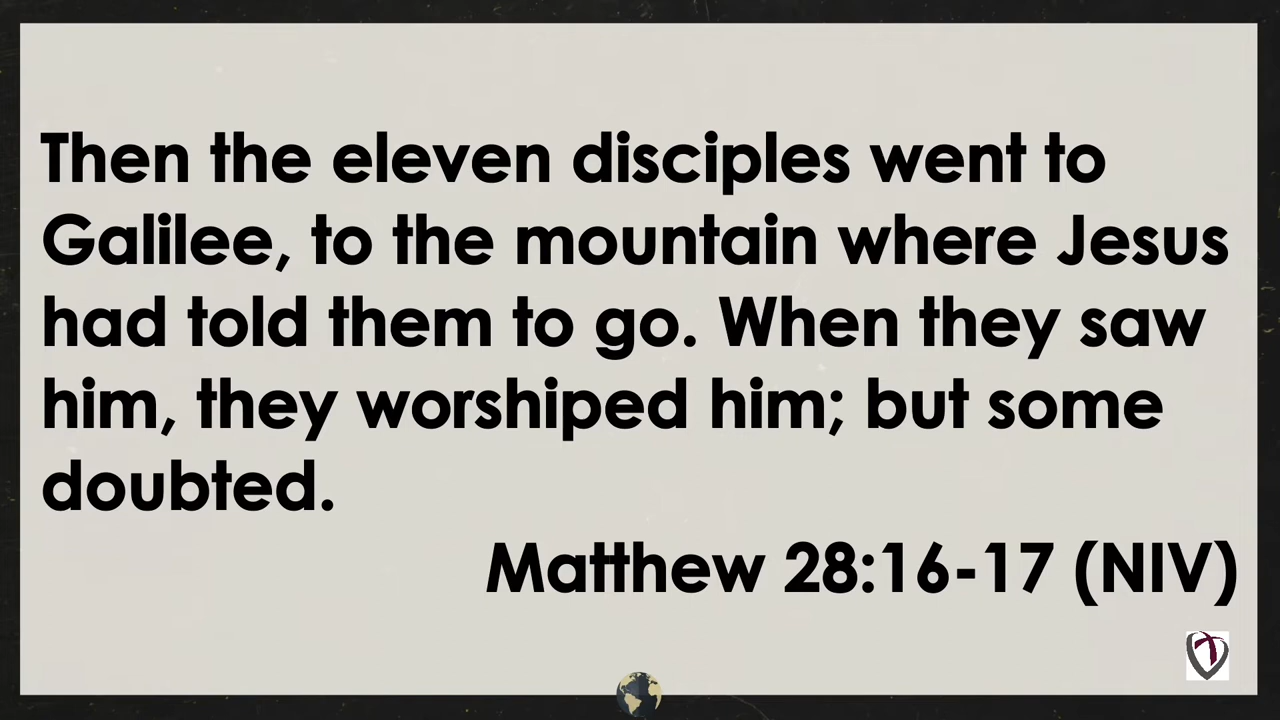 Then the eleven disciples went to
Galilee, to the mountain where Jesus
had told them to go. When they saw
him, they worshiped him; but some
doubted.
Matthew 28:16-17 (NIV)